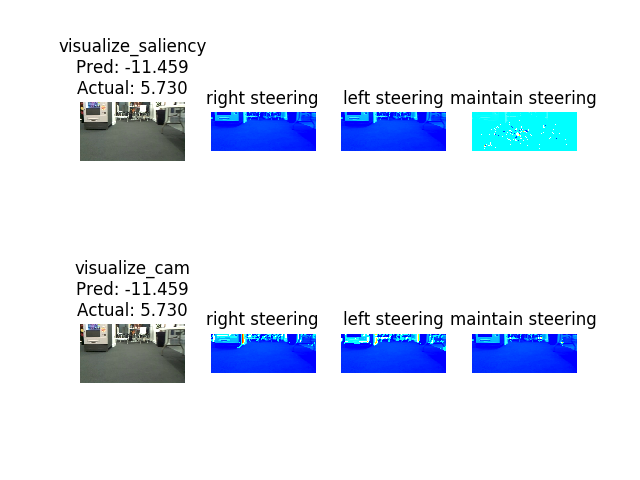 visualize_saliency
Pred: -11.459
Actual: 5.730
right steering
left steering
maintain steering
visualize_cam
Pred: -11.459
Actual: 5.730
right steering
left steering
maintain steering